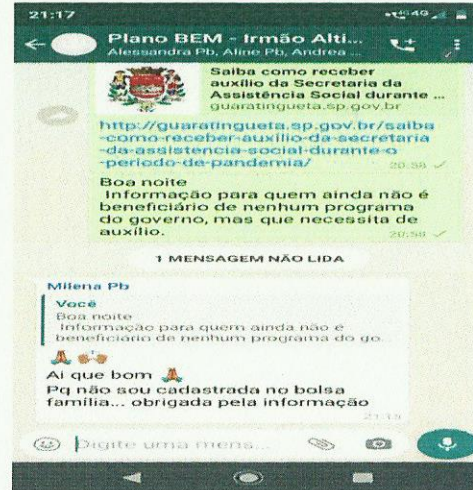 21:17
4G
Plano BEM - Irmão Alti...
Alessandra Pb, Aline Pb, Andrea ...
Saiba como receber
auxílio da Secretaria da
Assistência Social durante ...
guaratingueta.sp.gov.br
http://guaratingueta.sp.gov.br/saiba
-como-receber-auxilio-da-secretaria
-da-assistencia-social-durante-o
-periodo-de-pandemia/
20:58
Boa noite
Informação para quem ainda não é
beneficiário de nenhum programa
do governo, mas que necessita de
auxílio.
20:58
1 MENSAGEM NÃO LIDA
Milena Pb
Você
Boa noite
Informação para quem ainda não é
beneficiário de nenhum programa do go...
Ai que bom 🙏
Pq não sou cadastrada no bolsa
família... obrigada pela informação
Digite uma mens...